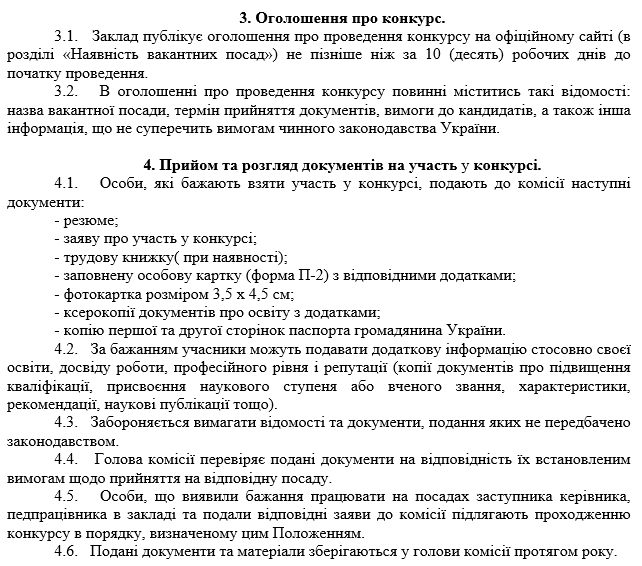 3. Оголошення про конкурс.
3.1. Заклад публікує оголошення про проведення конкурсу на офіційному сайті (в
розділі «Наявність вакантних посад») не пізніше ніж за 10 (десять) робочих днів до
початку проведення.
3.2. В оголошенні про проведення конкурсу повинні міститись такі відомості:
назва вакантної посади, термін прийняття документів, вимоги до кандидатів, а також інша
інформація, що не суперечить вимогам чинного законодавства України.
4. Прийом та розгляд документів на участь у конкурсі.
4.1. Особи, які бажають взяти участь у конкурсі, подають до комісії наступні
документи:
- резюме;
- заяву про участь у конкурсі;
- трудову книжку( при наявності);
- заповнену особову картку (форма П-2) з відповідними додатками;
- фотокартка розміром 3,5 х 4,5 см;
- ксерокопії документів про освіту з додатками;
- копію першої та другої сторінок паспорта громадянина України.
4.2. За бажанням учасники можуть подавати додаткову інформацію стосовно своєї
освіти, досвіду роботи, професійного рівня і репутації (копії документів про підвищення
кваліфікації, присвоєння наукового ступеня або вченого звання, характеристики,
рекомендації, наукові публікації тощо).
4.3. Забороняється вимагати відомості та документи, подання яких не передбачено
законодавством.
4.4. Голова комісії перевіряє подані документи на відповідність їх встановленим
вимогам щодо прийняття на відповідну посаду.
4.5. Особи, що виявили бажання працювати на посадах заступника керівника,
педпрацівника в закладі та подали відповідні заяви до комісії підлягають проходженню
конкурсу в порядку, визначеному цим Положенням.
4.6. Подані документи та матеріали зберігаються у голови комісії протягом року.